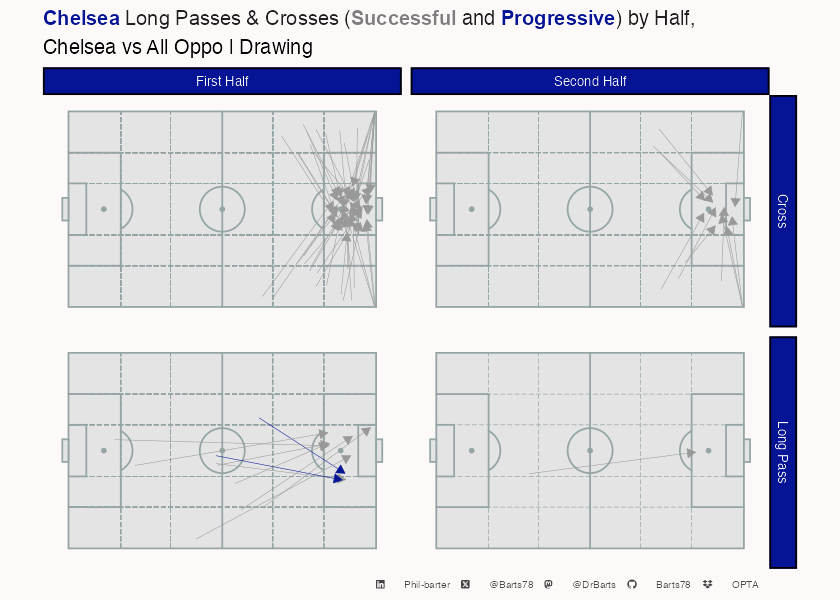 Chelsea Long Passes & Crosses (Successful and Progressive) by Half,
Chelsea vs All Oppo | Drawing
First Half
Second Half
Cross
Long Pass
Phil-barter @Barts78 @DrBarts Barts78 OPTA